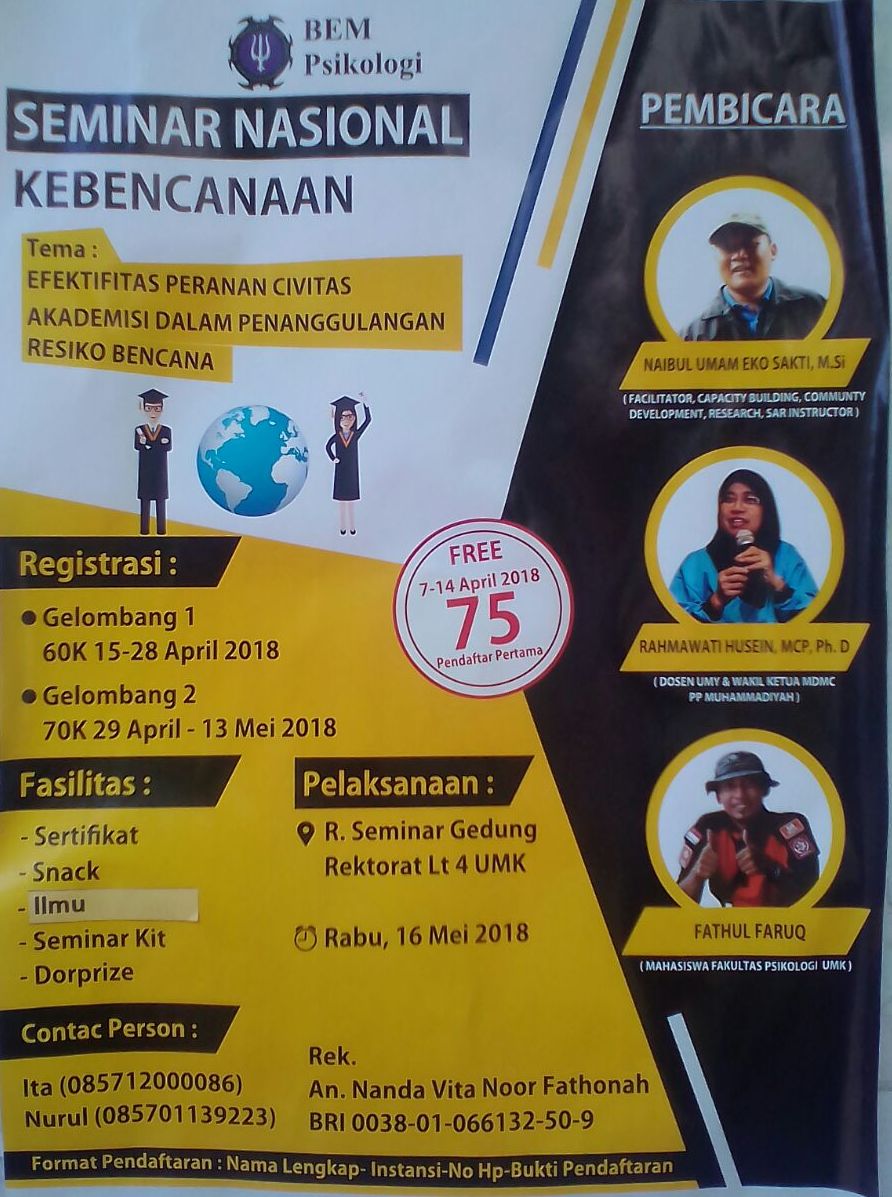 BEM
Psikologi
SEMINAR NASIONAL
KEBENCANAAN
Tema :
EFEKTIFITAS PERANAN CIVITAS
AKADEMISI DALAM PENANGGULANGAN
RESIKO BENCANA
Registrasi :
Gelombang 1
60K 15-28 April 2018
Gelombang 2
70K 29 April - 13 Mei 2018
FREE
7-14 April 2018
75
Pendaftar Pertama
Fasilitas :
- Sertifikat
- Snack
- Ilmu
- Seminar Kit
- Dorprize
Pelaksanaan :
R. Seminar Gedung
Rektorat Lt 4 UMK
Rabu, 16 Mei 2018
Contac Person :
Ita (085712000086)
Nurul (085701139223)
Rek.
An. Nanda Vita Noor Fathonah
BRI 0038-01-066132-50-9
Format Pendaftaran : Nama Lengkap- Instansi-No Hp-Bukti Pendaftaran
PEMBICARA
NAIBUL UMAM EKO SAKTI, M.Si
( FACILITATOR, CAPACITY BUILDING, COMMUNTY
DEVELOPMENT, RESEARCH, SAR INSTRUCTOR )
RAHMAWATI HUSEIN, MCP, Ph. D
( DOSEN UMY & WAKIL KETUA MDMC
PP MUHAMMADIYAH )
FATHUL FARUQ
( MAHASISWA FAKULTAS PSIKOLOGI UMK )